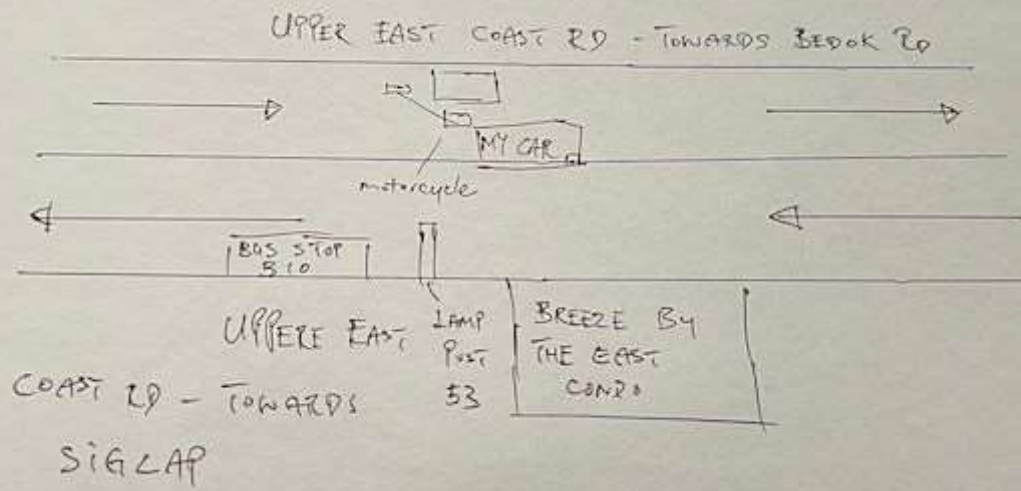 UPPER EAST COAST RD - TOWARDS BEDOK RD
MY CAR
motorcycle
BUS STOP
B10
UPPERE EAST
COAST RD - TOWARDS
SIGLAP
LAMP
POST
53
BREEZE BY
THE EAST
CONDO